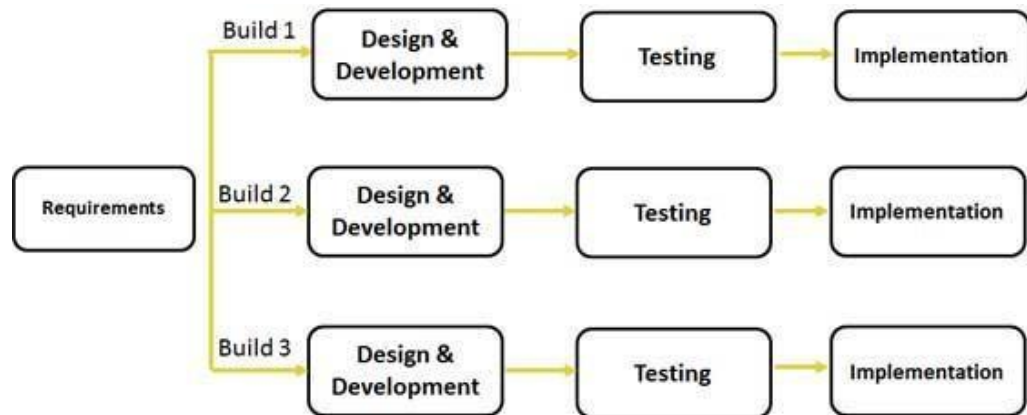 Build 1
Design &
Development
Testing
Implementation
Requirements
Build 2
Design &
Development
Testing
Implementation
Build 3
Design &
Development
Testing
Implementation